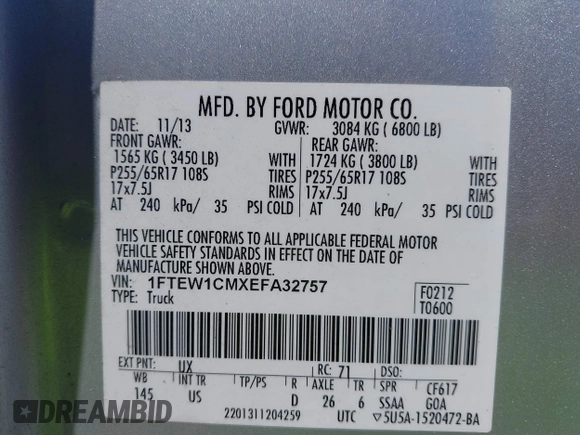 MFD. BY FORD MOTOR CO.
DATE: 11/13 GVWR: 3084 KG ( 6800 LB)
FRONT GAWR: REAR GAWR:
1565 KG ( 3450 LB) WITH 1724 KG ( 3800 LB) WITH
P255/65R17 108S TIRES P255/65R17 108S TIRES
17x7.5J RIMS 17x7.5J RIMS
AT 240 kPa/ 35 PSI COLD AT 240 kPa/ 35 PSI COLD
THIS VEHICLE CONFORMS TO ALL APPLICABLE FEDERAL MOTOR
VEHICLE SAFETY STANDARDS IN EFFECT ON THE DATE OF
MANUFACTURE SHOWN ABOVE.
VIN: 1FTEW1CMXEFA32757 F0212
TYPE: Truck T0600
EXT PNT: UX RC: 71 DSO:
WB INT TR TP/PS R AXLE TR SPR CF617
145 US D 26 6 SSAA GOA
2201311204259 UTC ▽5U5A-1520472-BA
DREAMBID